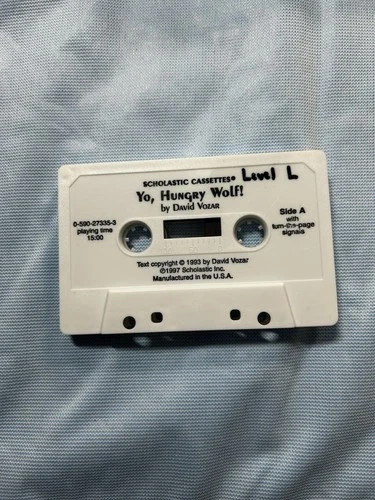 SCHOLASTIC CASSETTES® Level L
Yo, Hungry Wolf!
by David Vozar
0-590-27335-3
playing time
15:00
Side A
with
turn-the-page
signals
Text copyright © 1993 by David Vozar
©1997 Scholastic Inc.
Manufactured in the U.S.A.